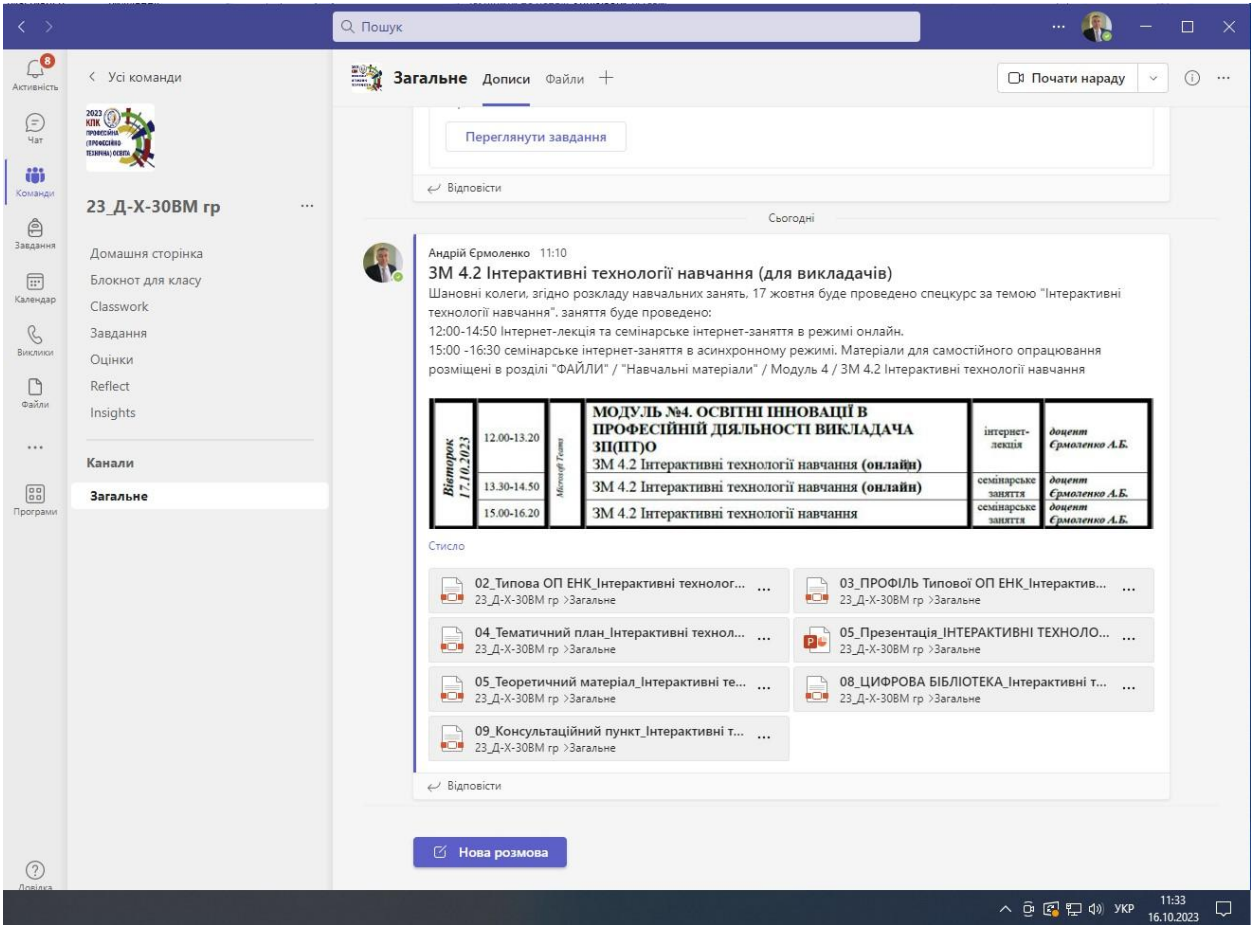 Пошук
8
Активність
Чат
Команди
Завдання
Календар
Виклики
Файли
Програми
Довідка
Усі команди
2023
КПК
ПРОФЕСІЙНА
(ПРОФЕСІЙНО
ТЕХНІЧНА) ОСВІТА
23_Д-Х-30ВМ гр
Домашня сторінка
Блокнот для класу
Classwork
Завдання
Оцінки
Reflect
Insights
Канали
Загальне
Загальне Дописи Файли
Почати нараду
Переглянути завдання
Відповісти
Сьогодні
Андрій Єрмоленко 11:10
ЗМ 4.2 Інтерактивні технології навчання (для викладачів)
Шановні колеги, згідно розкладу навчальних занять, 17 жовтня буде проведено спецкурс за темою "Інтерактивні
технології навчання". заняття буде проведено:
12:00-14:50 Інтернет-лекція та семінарське інтернет-заняття в режимі онлайн.
15:00 -16:30 семінарське інтернет-заняття в асинхронному режимі. Матеріали для самостійного опрацювання
розміщені в розділі "ФАЙЛИ" / "Навчальні матеріали" / Модуль 4 / ЗМ 4.2 Інтерактивні технології навчання
Вівторок
17.10.2023
Microsoft Teams
12.00-13.20
МОДУЛЬ №4. ОСВІТНІ ІННОВАЦІЇ В
ПРОФЕСІЙНІЙ ДІЯЛЬНОСТІ ВИКЛАДАЧА
ЗП(ПТ)О
ЗМ 4.2 Інтерактивні технології навчання (онлайн)
інтернет-
лекція
доцент
Єрмоленко А.Б.
13.30-14.50
ЗМ 4.2 Інтерактивні технології навчання (онлайн)
семінарське
заняття
доцент
Єрмоленко А.Б.
15.00-16.20
ЗМ 4.2 Інтерактивні технології навчання
семінарське
заняття
доцент
Єрмоленко А.Б.
Стисло
02_Типова ОП ЕНК_Інтерактивні технолог...
23_Д-Х-30ВМ гр >Загальне
03_ПРОФІЛЬ Типової ОП ЕНК_Інтерактив...
23_Д-Х-30ВМ гр >Загальне
04_Тематичний план_Інтерактивні технол...
23_Д-Х-30ВМ гр >Загальне
05_Презентація_ІНТЕРАКТИВНІ ТЕХНОЛО...
23_Д-Х-30ВМ гр >Загальне
05_Теоретичний матеріал_Інтерактивні те...
23_Д-Х-30ВМ гр >Загальне
08_ЦИФРОВА БІБЛІОТЕКА_Інтерактивні т...
23_Д-Х-30ВМ гр >Загальне
09_Консультаційний пункт_Інтерактивні т...
23_Д-Х-30ВМ гр >Загальне
Відповісти
Нова розмова
УКР
11:33
16.10.2023